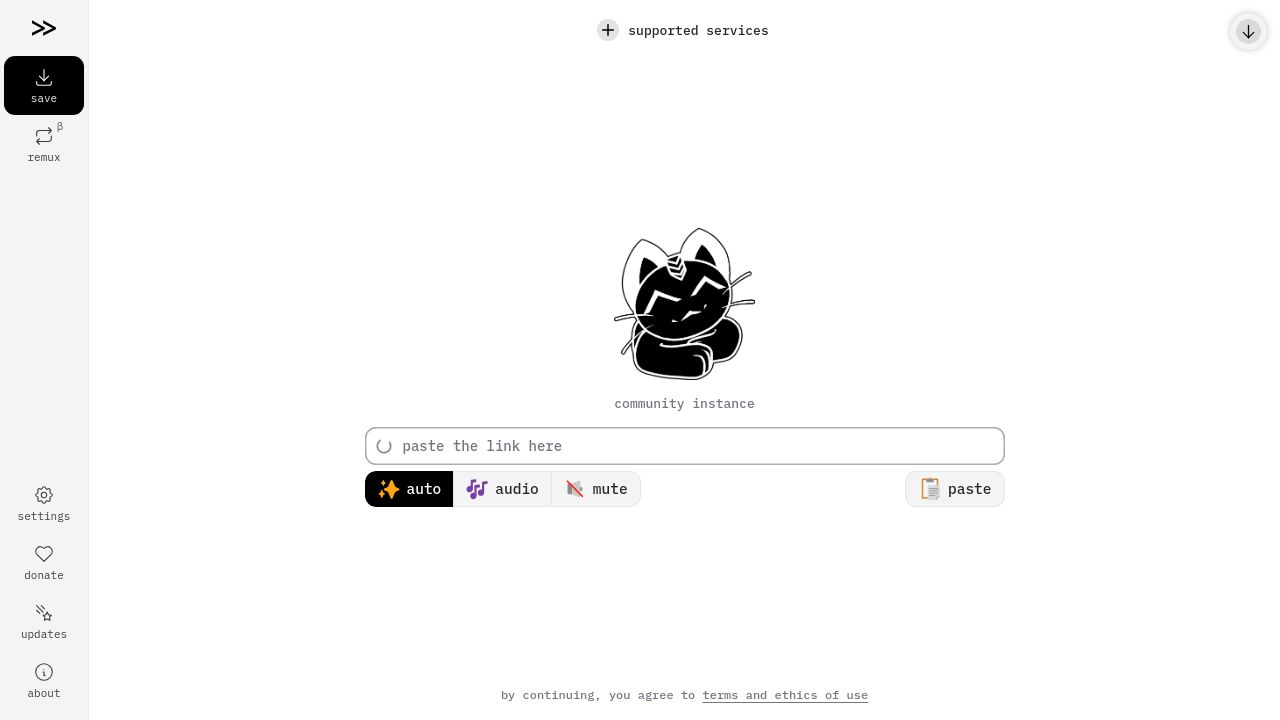 supported services
save
β
remux
community instance
paste the link here
auto
audio
mute
paste
settings
donate
updates
about
by continuing, you agree to terms and ethics of use